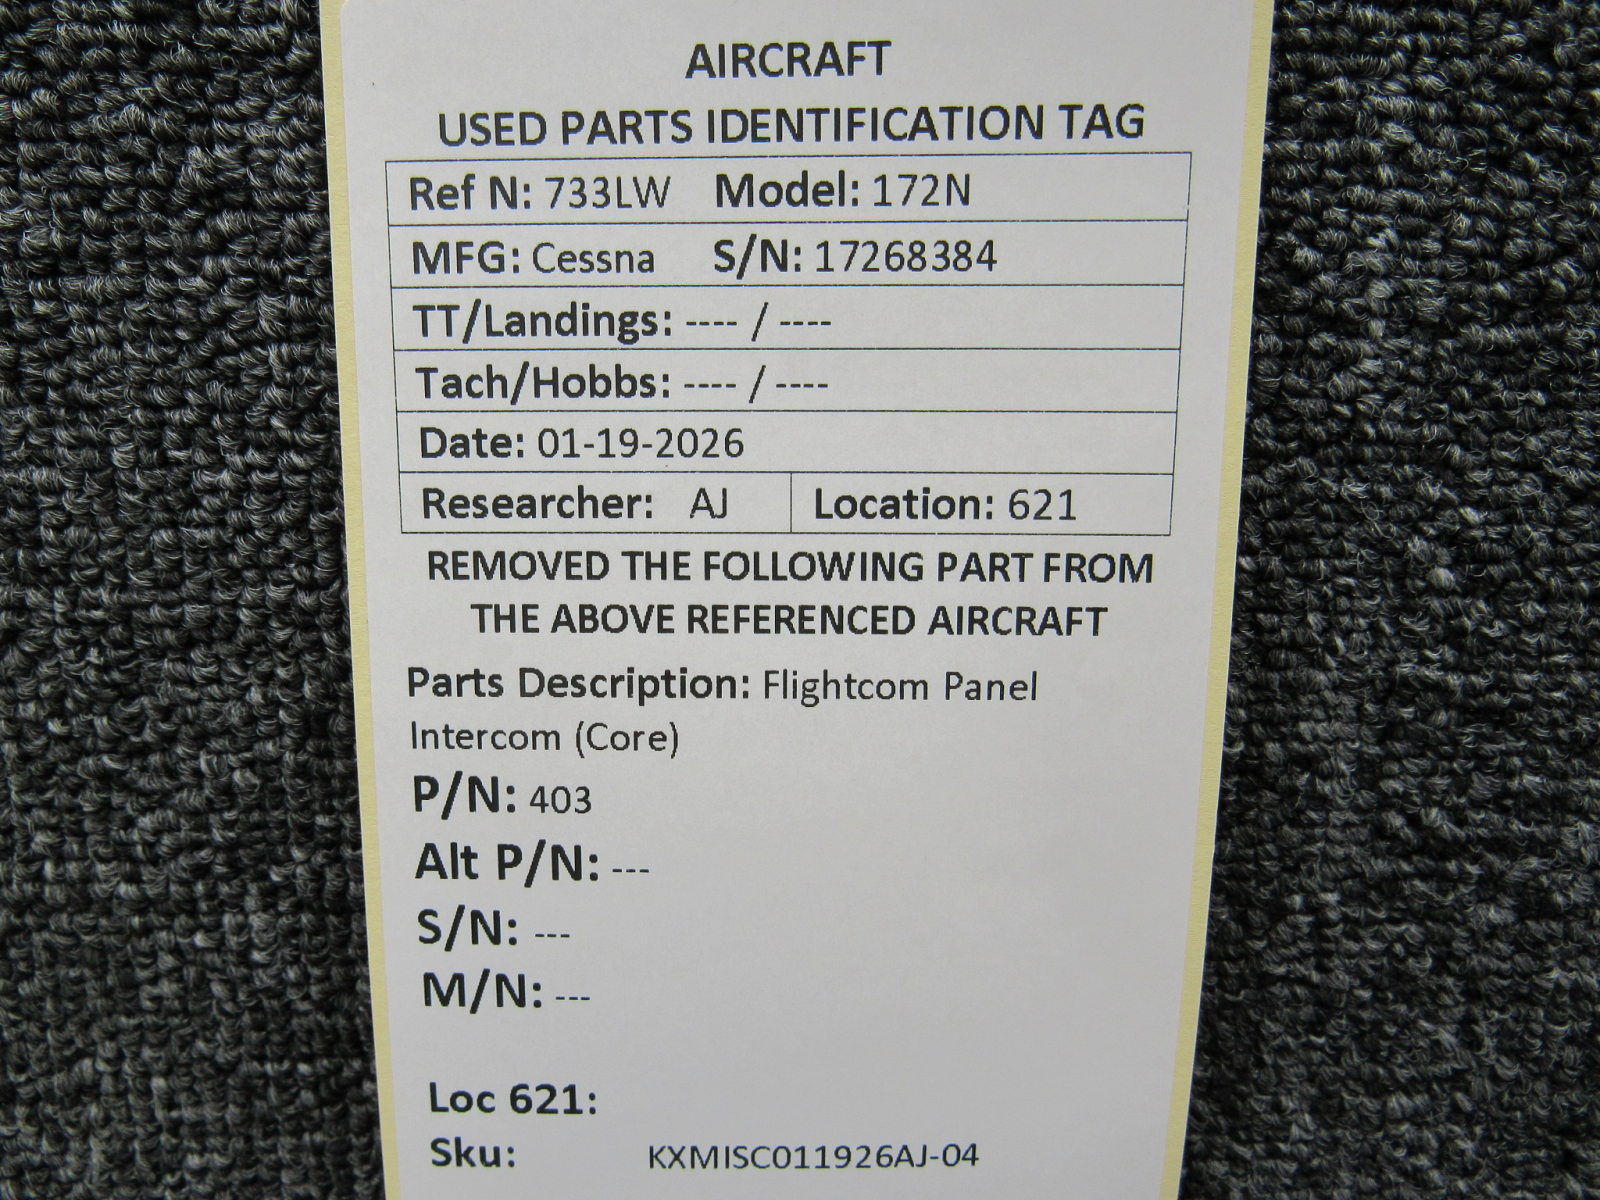 AIRCRAFT
USED PARTS IDENTIFICATION TAG
Ref N: 733LW Model: 172N
MFG: Cessna S/N: 17268384
TT/Landings: ---- / ----
Tach/Hobbs: ---- / ----
Date: 01-19-2026
Researcher: AJ Location: 621
REMOVED THE FOLLOWING PART FROM
THE ABOVE REFERENCED AIRCRAFT
Parts Description: Flightcom Panel
Intercom (Core)
P/N: 403
Alt P/N: ---
S/N: ---
M/N: ---
Loc 621:
Sku: KXMISC011926AJ-04